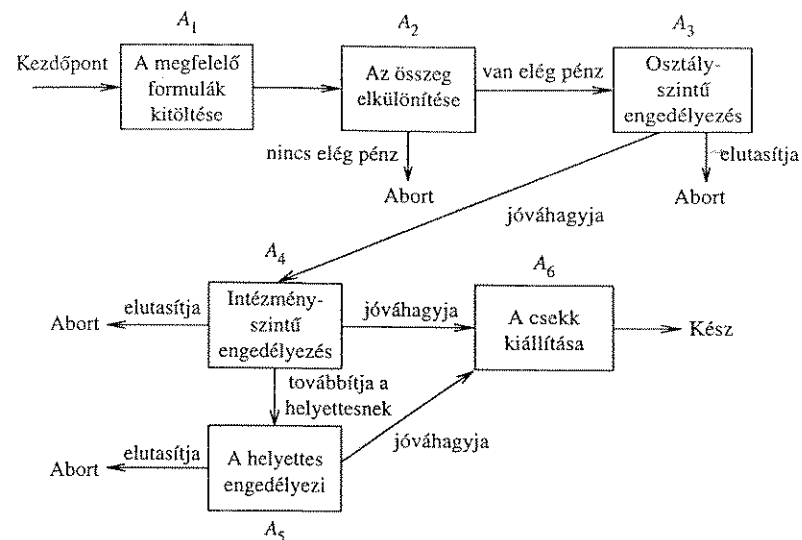 A1
A2
A3
Kezdőpont
A megfelelő
formulák
kitöltése
Az összeg
elkülönítése
van elég pénz
Osztály-
szintű
engedélyezés
nincs elég pénz
Abort
elutasítja
Abort
jóváhagyja
A4
A6
Abort
elutasítja
Intézmény-
szintű
engedélyezés
jóváhagyja
A csekk
kiállítása
Kész
továbbítja a
helyettesnek
Abort
elutasítja
A helyettes
engedélyezi
jóváhagyja
A5